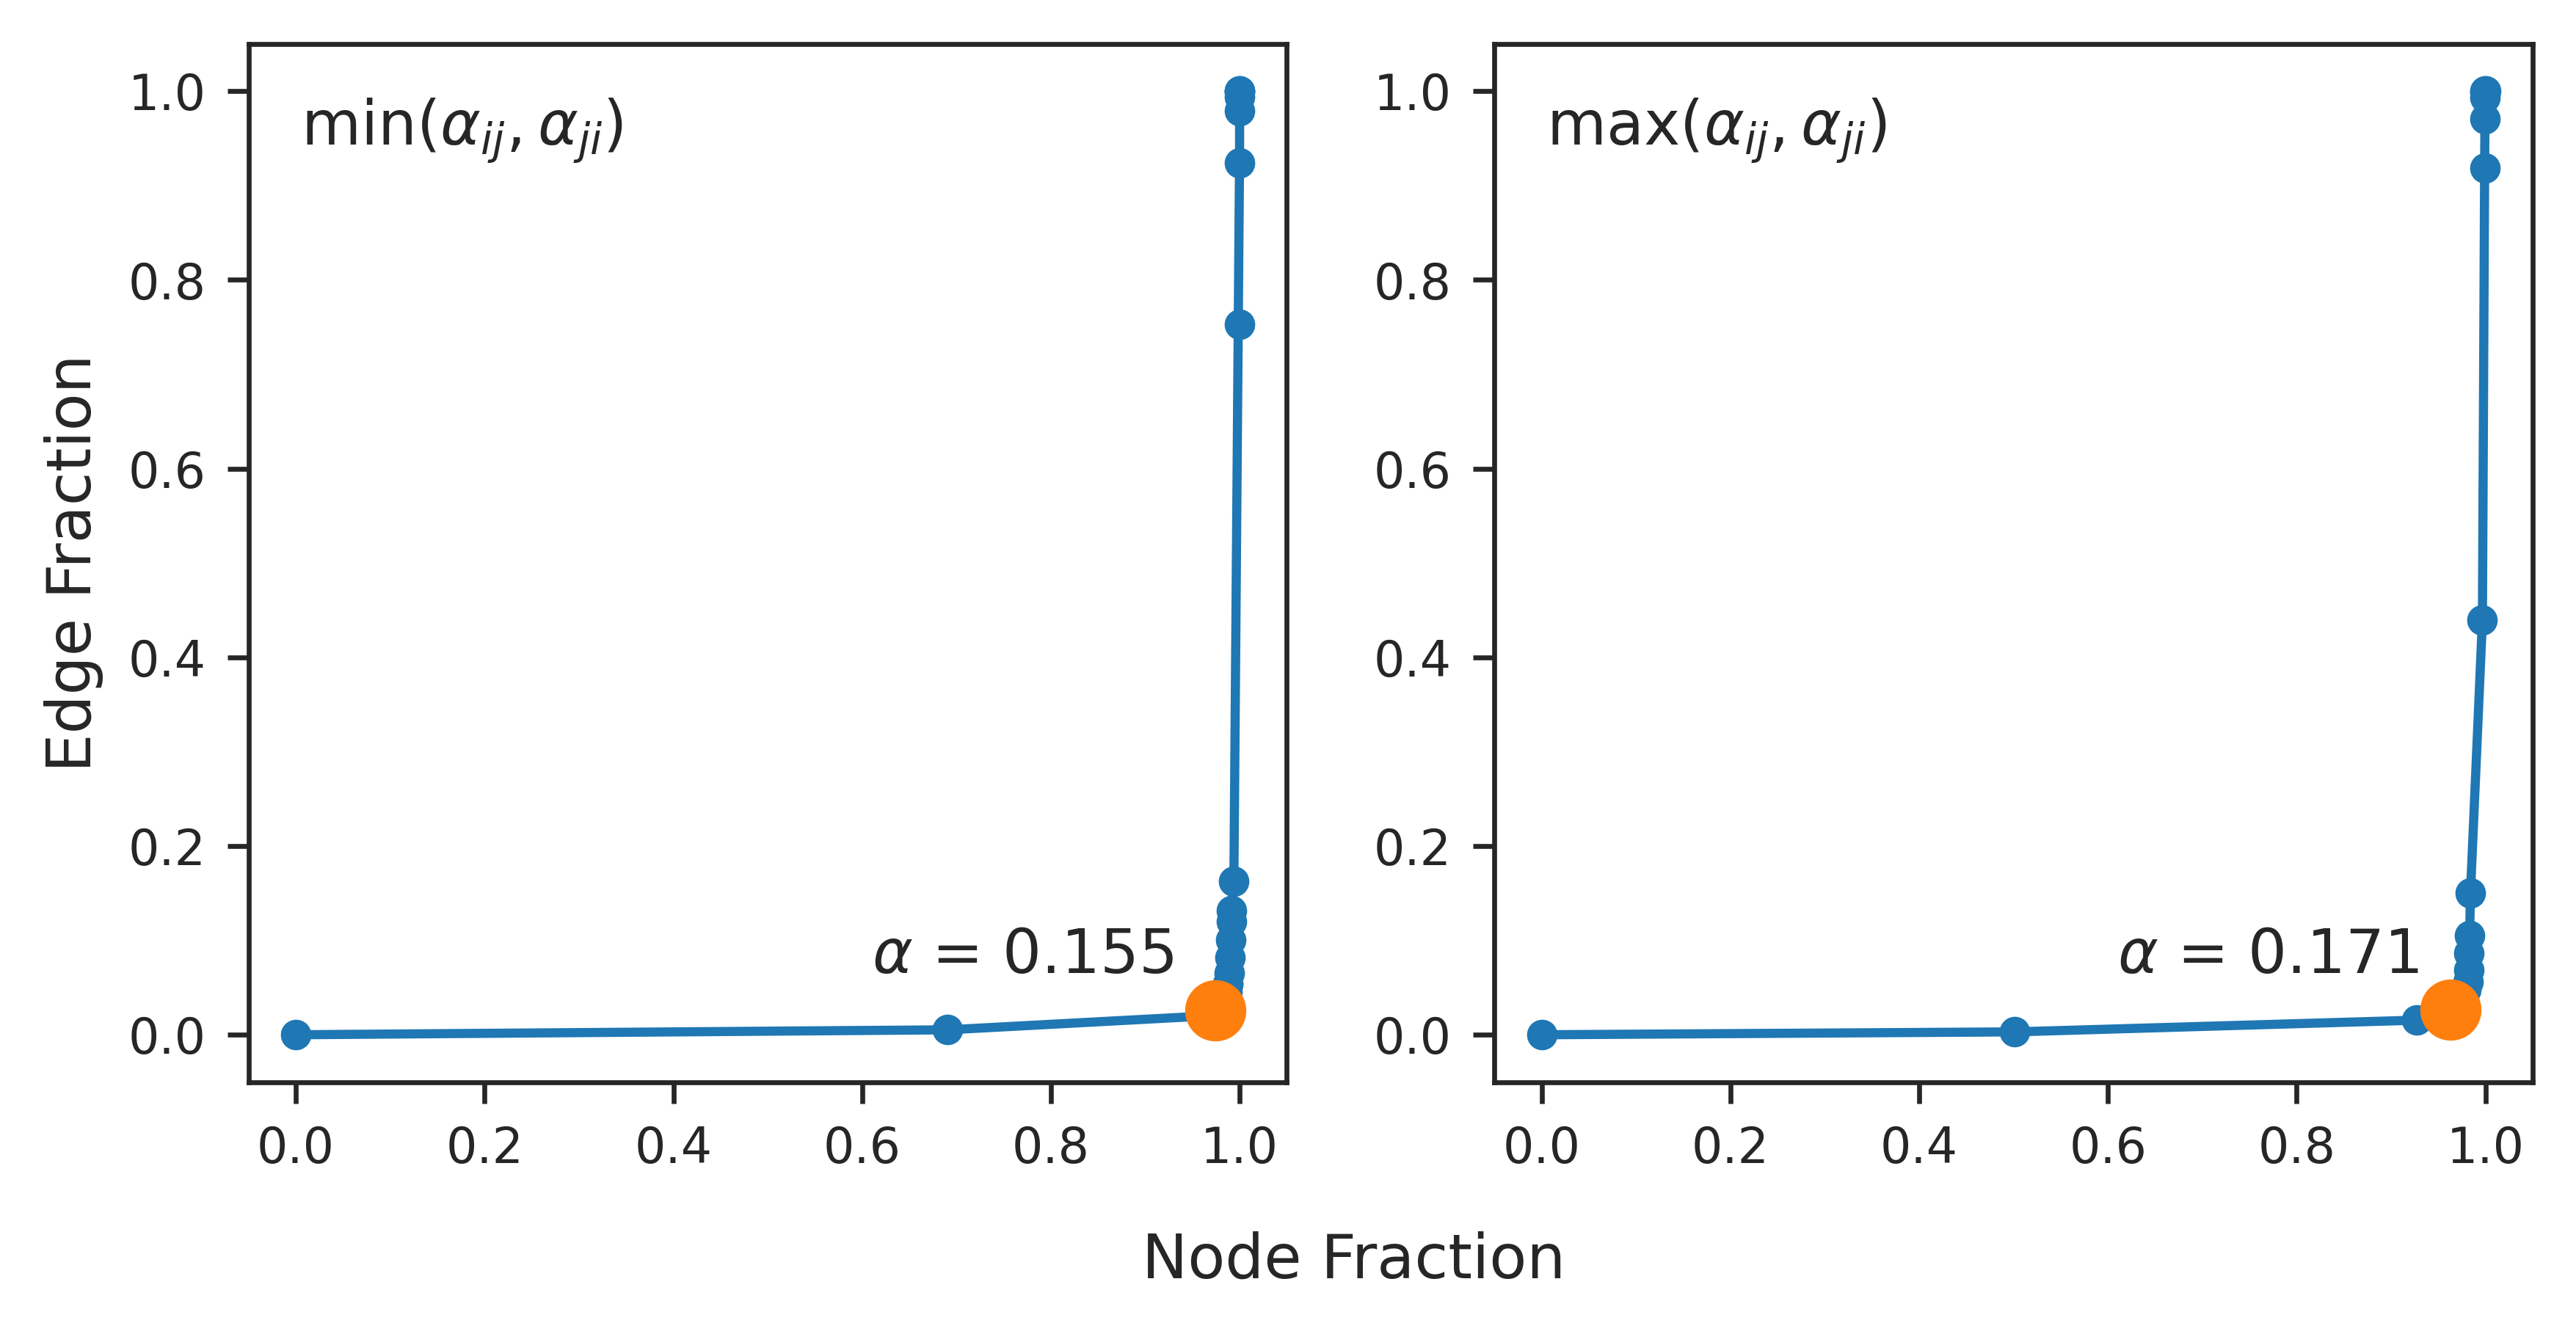 min(αij, αji)
1.0
0.8
0.6
0.4
0.2
0.0
Edge Fraction
α = 0.155
0.0 0.2 0.4 0.6 0.8 1.0
max(αij, αji)
1.0
0.8
0.6
0.4
0.2
0.0
α = 0.171
0.0 0.2 0.4 0.6 0.8 1.0
Node Fraction